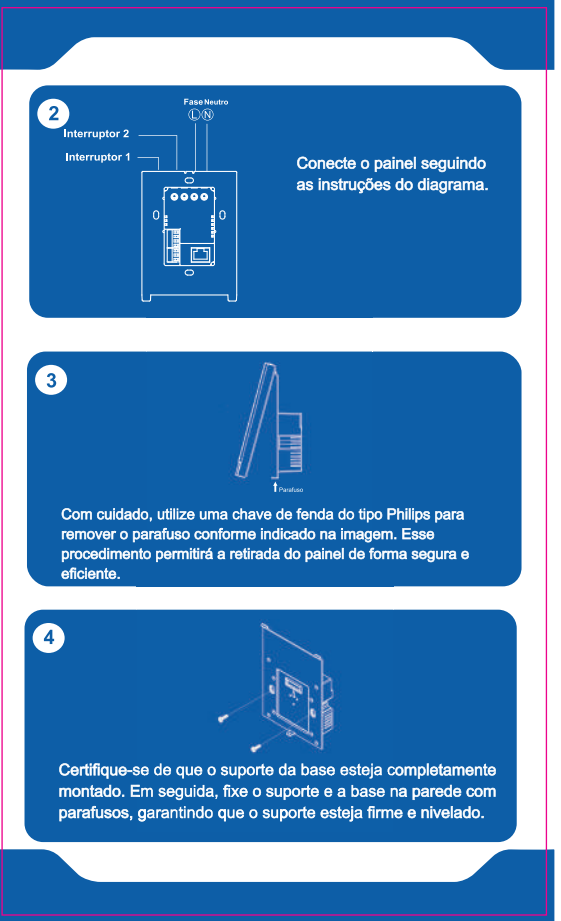 2
Fase Neutro
L N
Interruptor 2
Interruptor 1
Conecte o painel seguindo
as instruções do diagrama.
3
Parafuso
Com cuidado, utilize uma chave de fenda do tipo Philips para
remover o parafuso conforme indicado na imagem. Esse
procedimento permitirá a retirada do painel de forma segura e
eficiente.
4
Certifique-se de que o suporte da base esteja completamente
montado. Em seguida, fixe o suporte e a base na parede com
parafusos, garantindo que o suporte esteja firme e nivelado.